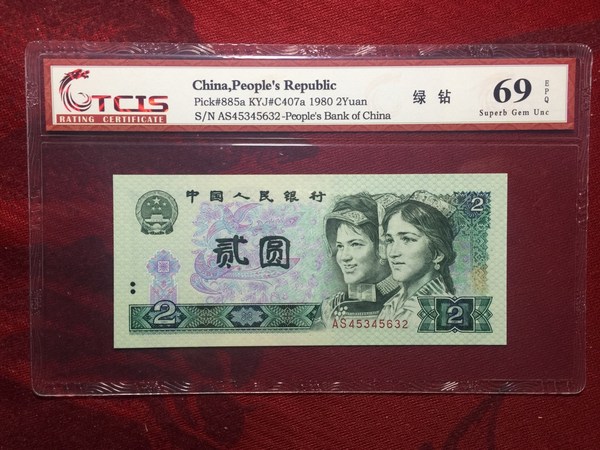 TCIS
RATING CERTIFICATE
China,People's Republic
Pick#885a KYJ#C407a 1980 2Yuan
S/N AS45345632-People's Bank of China
绿钻
69 EPQ
Superb Gem Unc
中国人民银行
2
贰圆
2
AS45345632
2